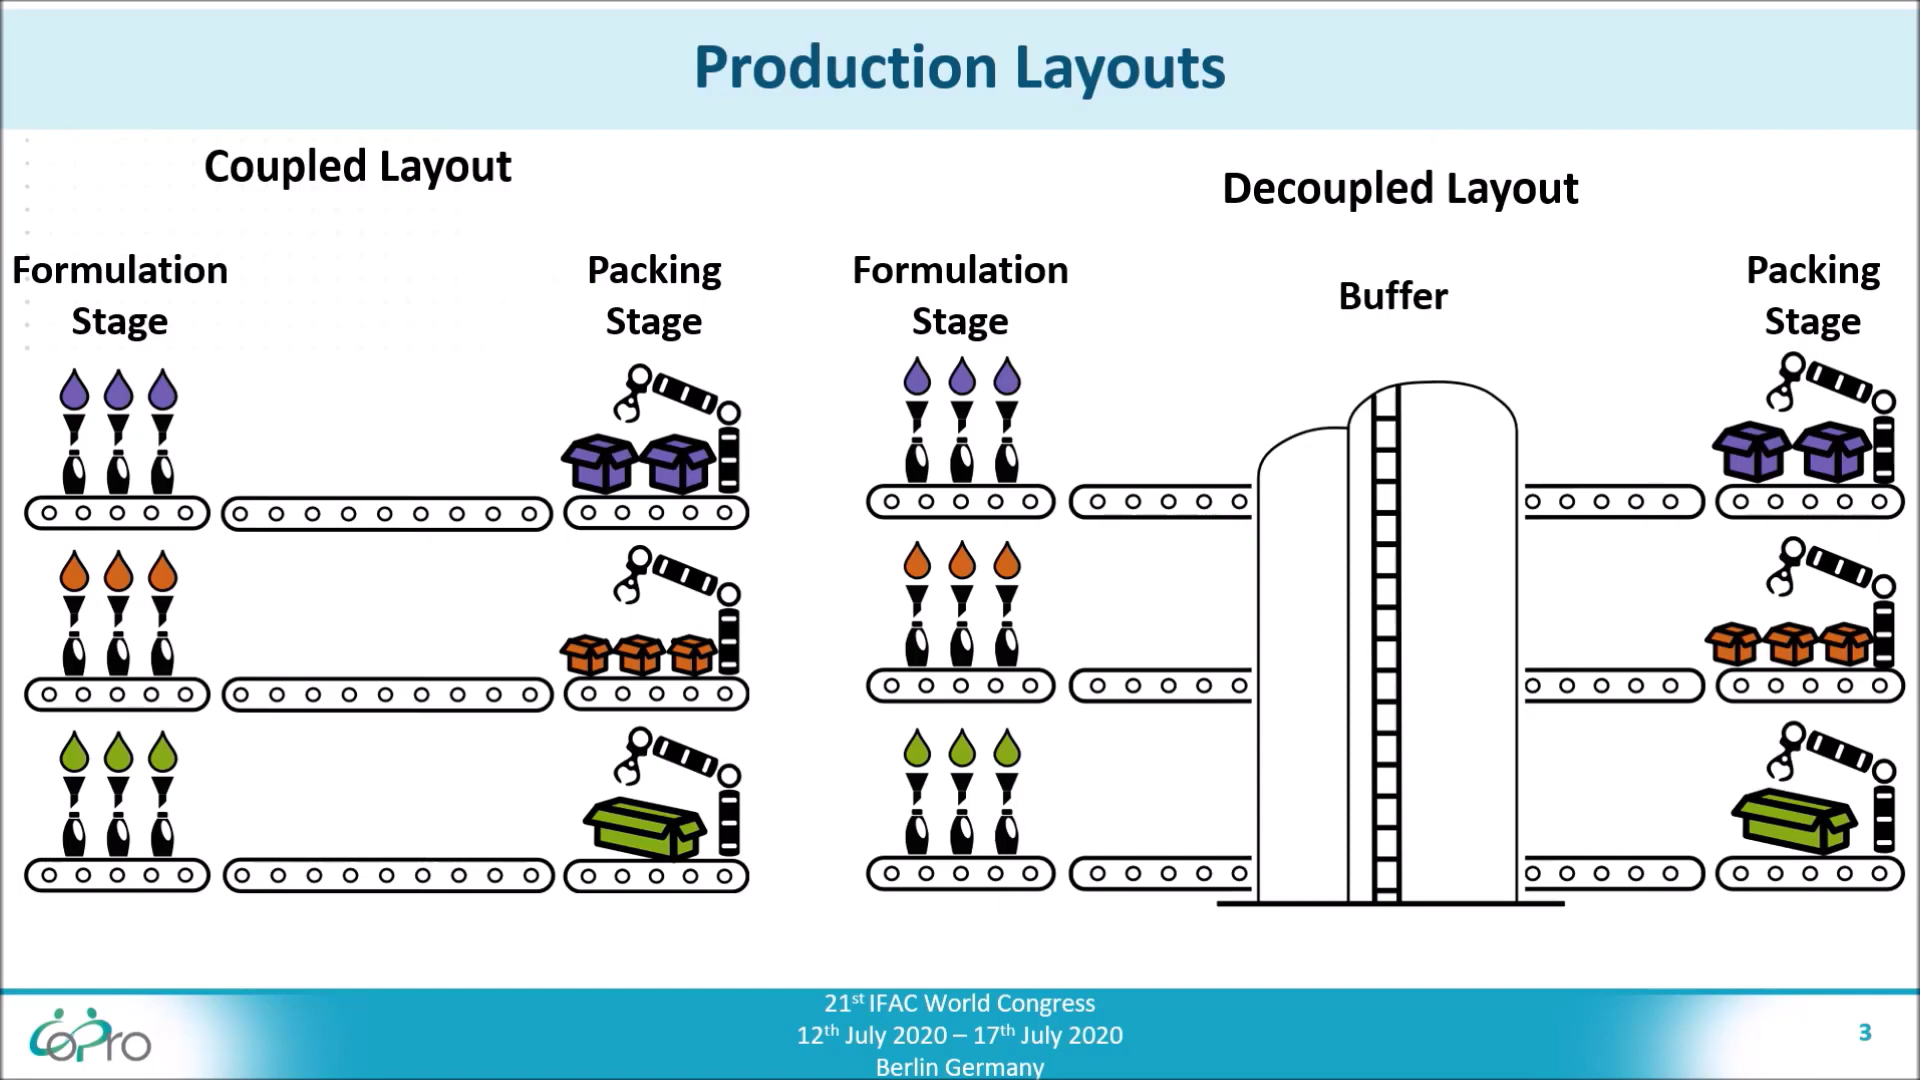 Production Layouts
Coupled Layout
Formulation
Stage
Packing
Stage
Decoupled Layout
Formulation
Stage
Buffer
Packing
Stage
21st IFAC World Congress
12th July 2020 – 17th July 2020
Berlin Germany
CoPro
3